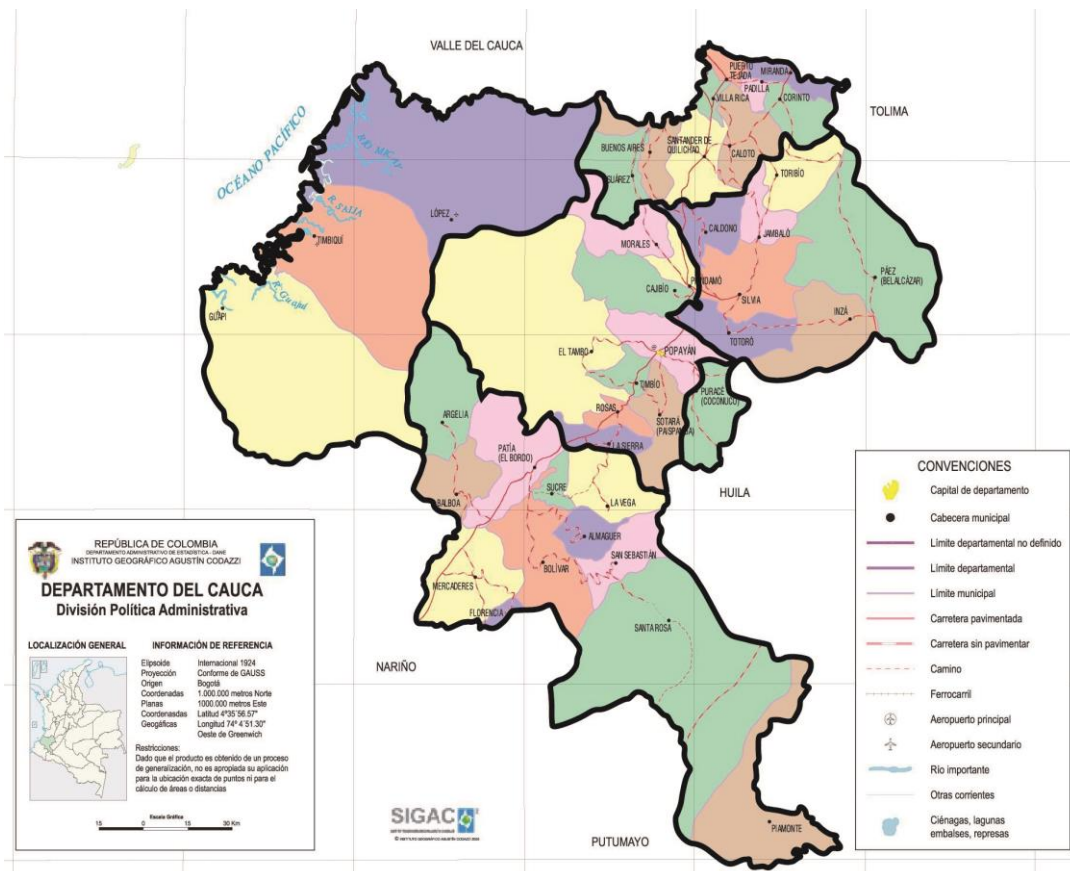 VALLE DEL CAUCA
TOLIMA
OCÉANO PACÍFICO
RIO MICAY
R SAIJA
R Guapi
PUERTO
TEJADA
MIRANDA
PADILLA
VILLA RICA
CORINTO
BUENOS AIRES
SANTANDER DE
QUILICHAO
CALOTO
SUÁREZ
TORIBÍO
LÓPEZ
TIMBIQUÍ
MORALES
CALDONO
JAMBALÓ
PÁEZ
(BELALCÁZAR)
CAJIBÍO
PIENDAMÓ
SILVIA
GUAPI
INZÁ
TOTORÓ
EL TAMBO
POPAYÁN
TIMBÍO
PURACÉ
(COCONUCO)
ARGELIA
ROSAS
SOTARÁ
(PAISPAMBA)
LA SIERRA
PATÍA
(EL BORDO)
SUCRE
LA VEGA
BALBOA
HUILA
ALMAGUER
SAN SEBASTIÁN
BOLÍVAR
MERCADERES
FLORENCIA
SANTA ROSA
NARIÑO
PIAMONTE
PUTUMAYO
CONVENCIONES
Capital de departamento
Cabecera municipal
Límite departamental no definido
Límite departamental
Límite municipal
Carretera pavimentada
Carretera sin pavimentar
Camino
Ferrocarril
Aeropuerto principal
Aeropuerto secundario
Río importante
Otras corrientes
Ciénagas, lagunas
embalses, represas
REPÚBLICA DE COLOMBIA
DEPARTAMENTO ADMINISTRATIVO DE ESTADÍSTICA - DANE
INSTITUTO GEOGRÁFICO AGUSTÍN CODAZZI
DEPARTAMENTO DEL CAUCA
División Política Administrativa
LOCALIZACIÓN GENERAL
INFORMACIÓN DE REFERENCIA
Elipsoide Internacional 1924
Proyección Conforme de GAUSS
Origen Bogotá
Coordenadas 1.000.000 metros Norte
Planas 1000.000 metros Este
Coordenasdas Latitud 4°35´56.57"
Geográficas Longitud 74° 4´51.30"
Oeste de Greenwich
Restricciones:
Dado que el producto es obtenido de un proceso
de generalización, no es apropiada su aplicación
para la ubicación exacta de puntos ni para el
cálculo de áreas o distancias
Escala Gráfica
15 0 15 30 Km
SIGAC